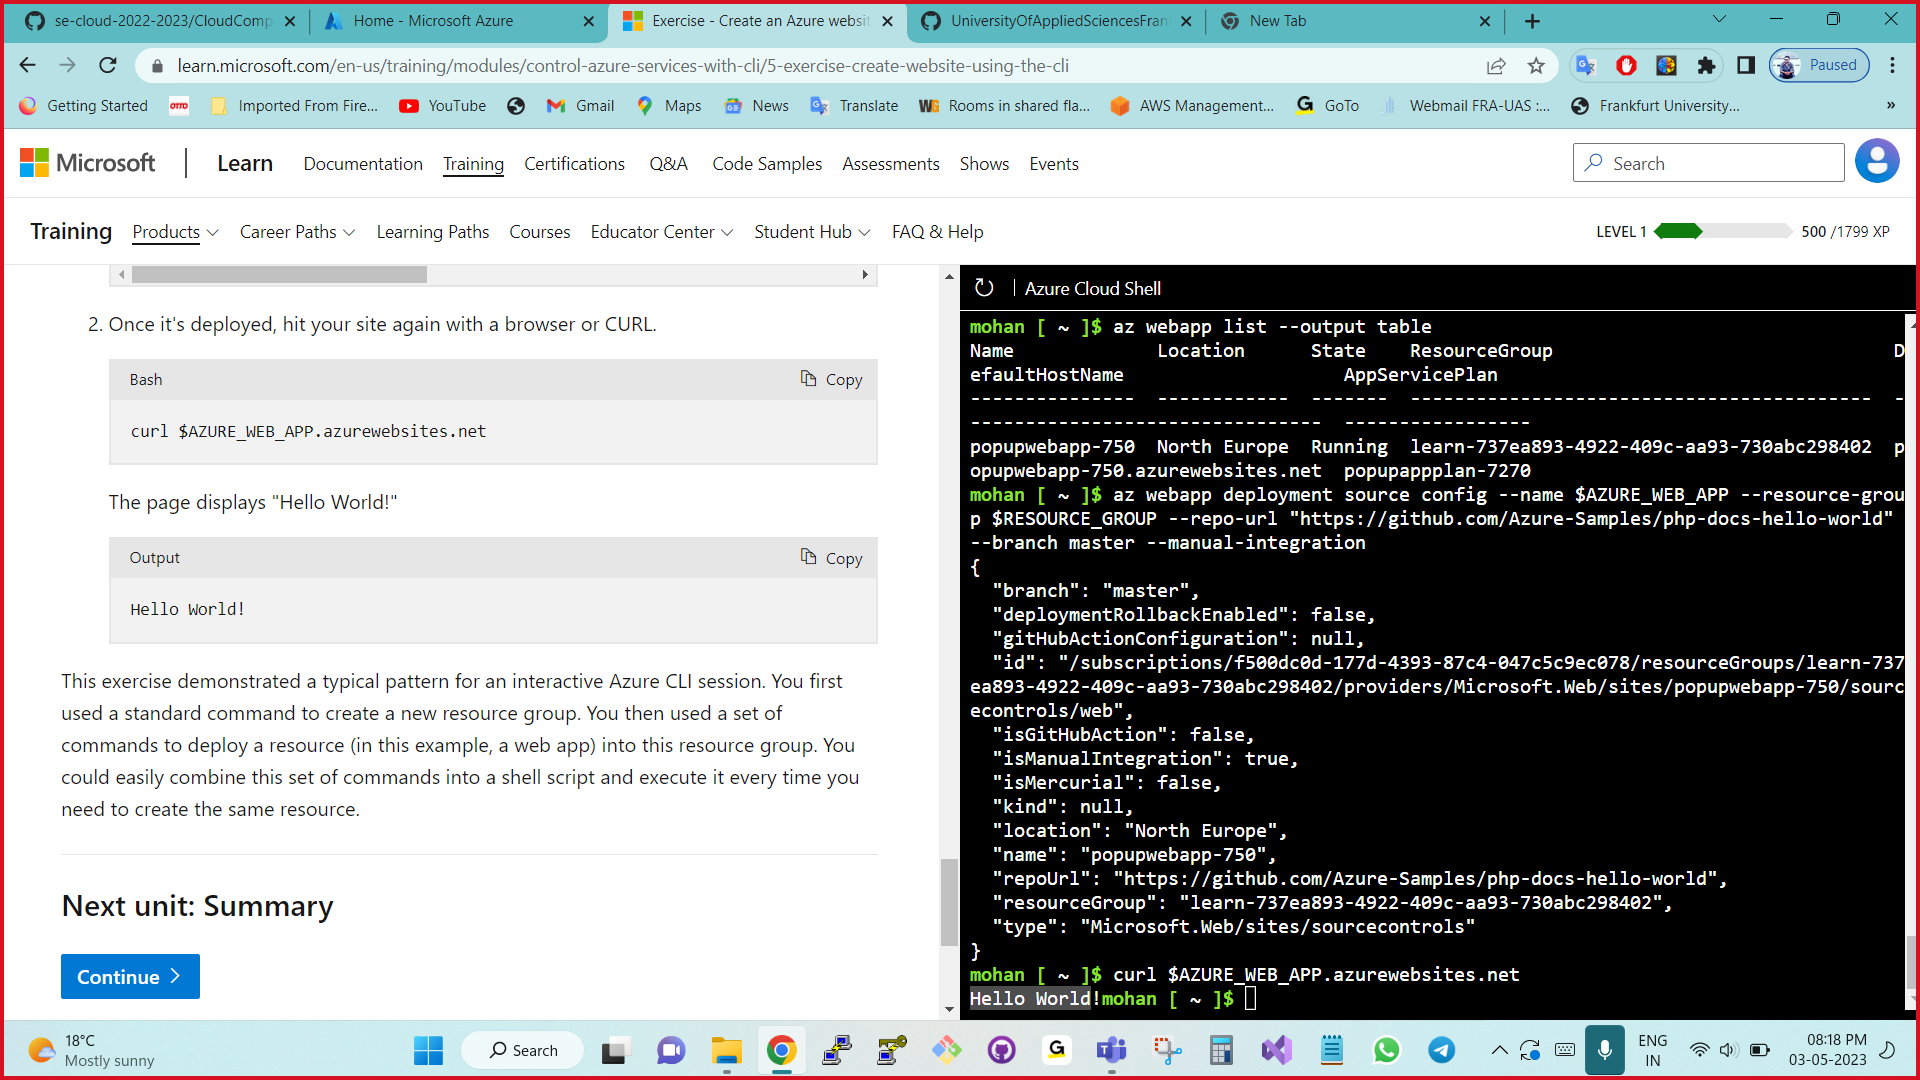 se-cloud-2022-2023/CloudComp
Home - Microsoft Azure
Exercise - Create an Azure websit
UniversityOfAppliedSciencesFran
New Tab
learn.microsoft.com/en-us/training/modules/control-azure-services-with-cli/5-exercise-create-website-using-the-cli
Paused
Getting Started
OTTO
Imported From Fire...
YouTube
Gmail
Maps
News
Translate
WG
Rooms in shared fla...
AWS Management...
G
GoTo
Webmail FRA-UAS :...
Frankfurt University...
»
Microsoft
Learn
Documentation
Training
Certifications
Q&A
Code Samples
Assessments
Shows
Events
Search
Training
Products
Career Paths
Learning Paths
Courses
Educator Center
Student Hub
FAQ & Help
LEVEL 1
500 /1799 XP
2. Once it's deployed, hit your site again with a browser or CURL.
Bash
Copy
curl $AZURE_WEB_APP.azurewebsites.net
The page displays "Hello World!"
Output
Copy
Hello World!
This exercise demonstrated a typical pattern for an interactive Azure CLI session. You first
used a standard command to create a new resource group. You then used a set of
commands to deploy a resource (in this example, a web app) into this resource group. You
could easily combine this set of commands into a shell script and execute it every time you
need to create the same resource.
Next unit: Summary
Continue
Azure Cloud Shell
mohan [ ~ ]$ az webapp list --output table
Name             Location      State    ResourceGroup                               D
efaultHostName                    AppServicePlan
---------------  ------------  -------  ------------------------------------------  -
--------------------------------  -----------------
popupwebapp-750  North Europe  Running  learn-737ea893-4922-409c-aa93-730abc298402  p
opupwebapp-750.azurewebsites.net  popupappplan-7270
mohan [ ~ ]$ az webapp deployment source config --name $AZURE_WEB_APP --resource-grou
p $RESOURCE_GROUP --repo-url "https://github.com/Azure-Samples/php-docs-hello-world"
--branch master --manual-integration
{
"branch": "master",
"deploymentRollbackEnabled": false,
"gitHubActionConfiguration": null,
"id": "/subscriptions/f500dc0d-177d-4393-87c4-047c5c9ec078/resourceGroups/learn-737
ea893-4922-409c-aa93-730abc298402/providers/Microsoft.Web/sites/popupwebapp-750/sourc
econtrols/web",
"isGitHubAction": false,
"isManualIntegration": true,
"isMercurial": false,
"kind": null,
"location": "North Europe",
"name": "popupwebapp-750",
"repoUrl": "https://github.com/Azure-Samples/php-docs-hello-world",
"resourceGroup": "learn-737ea893-4922-409c-aa93-730abc298402",
"type": "Microsoft.Web/sites/sourcecontrols"
}
mohan [ ~ ]$ curl $AZURE_WEB_APP.azurewebsites.net
Hello World!mohan [ ~ ]$
18°C
Mostly sunny
Search
G
ENG
IN
08:18 PM
03-05-2023